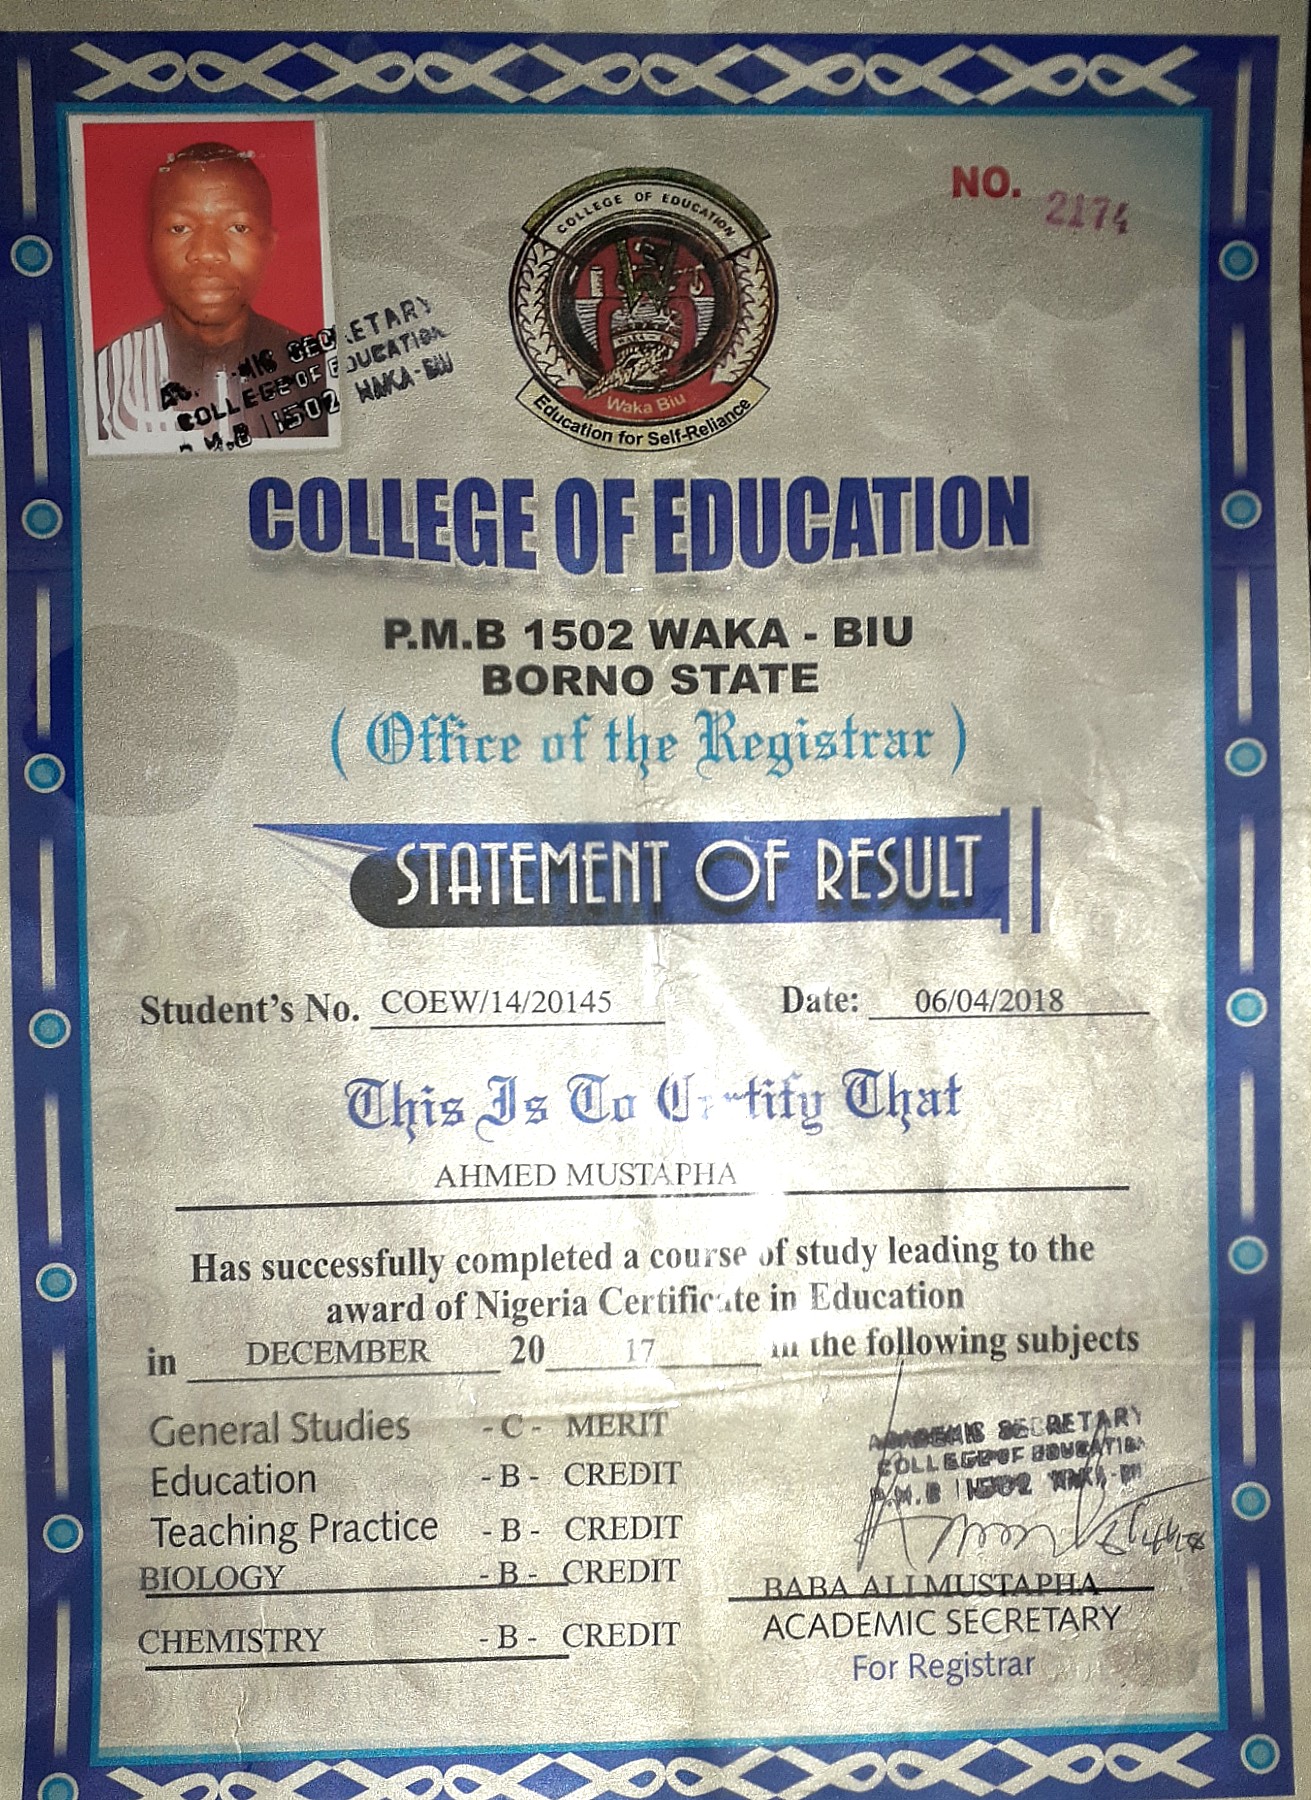 NO. 2174
COLLEGE OF EDUCATION
WAKA - BIU
Waka Biu
Education for Self-Reliance
SECRETARY
COLLEGE OF EDUCATION
P.M.B 1502 WAKA-BIU
COLLEGE OF EDUCATION
P.M.B 1502 WAKA - BIU
BORNO STATE
( Office of the Registrar )
STATEMENT OF RESULT
Student's No. COEW/14/20145 Date: 06/04/2018
This Is To Certify That
AHMED MUSTAPHA
Has successfully completed a course of study leading to the
award of Nigeria Certificate in Education
in DECEMBER 20 17 in the following subjects
General Studies - C - MERIT
Education - B - CREDIT
Teaching Practice - B - CREDIT
BIOLOGY - B - CREDIT
CHEMISTRY - B - CREDIT
ACADEMIC SECRETARY
COLLEGE OF EDUCATION
P.M.B 1502 WAKA-BIU
BABA ALI MUSTAPHA
ACADEMIC SECRETARY
For Registrar